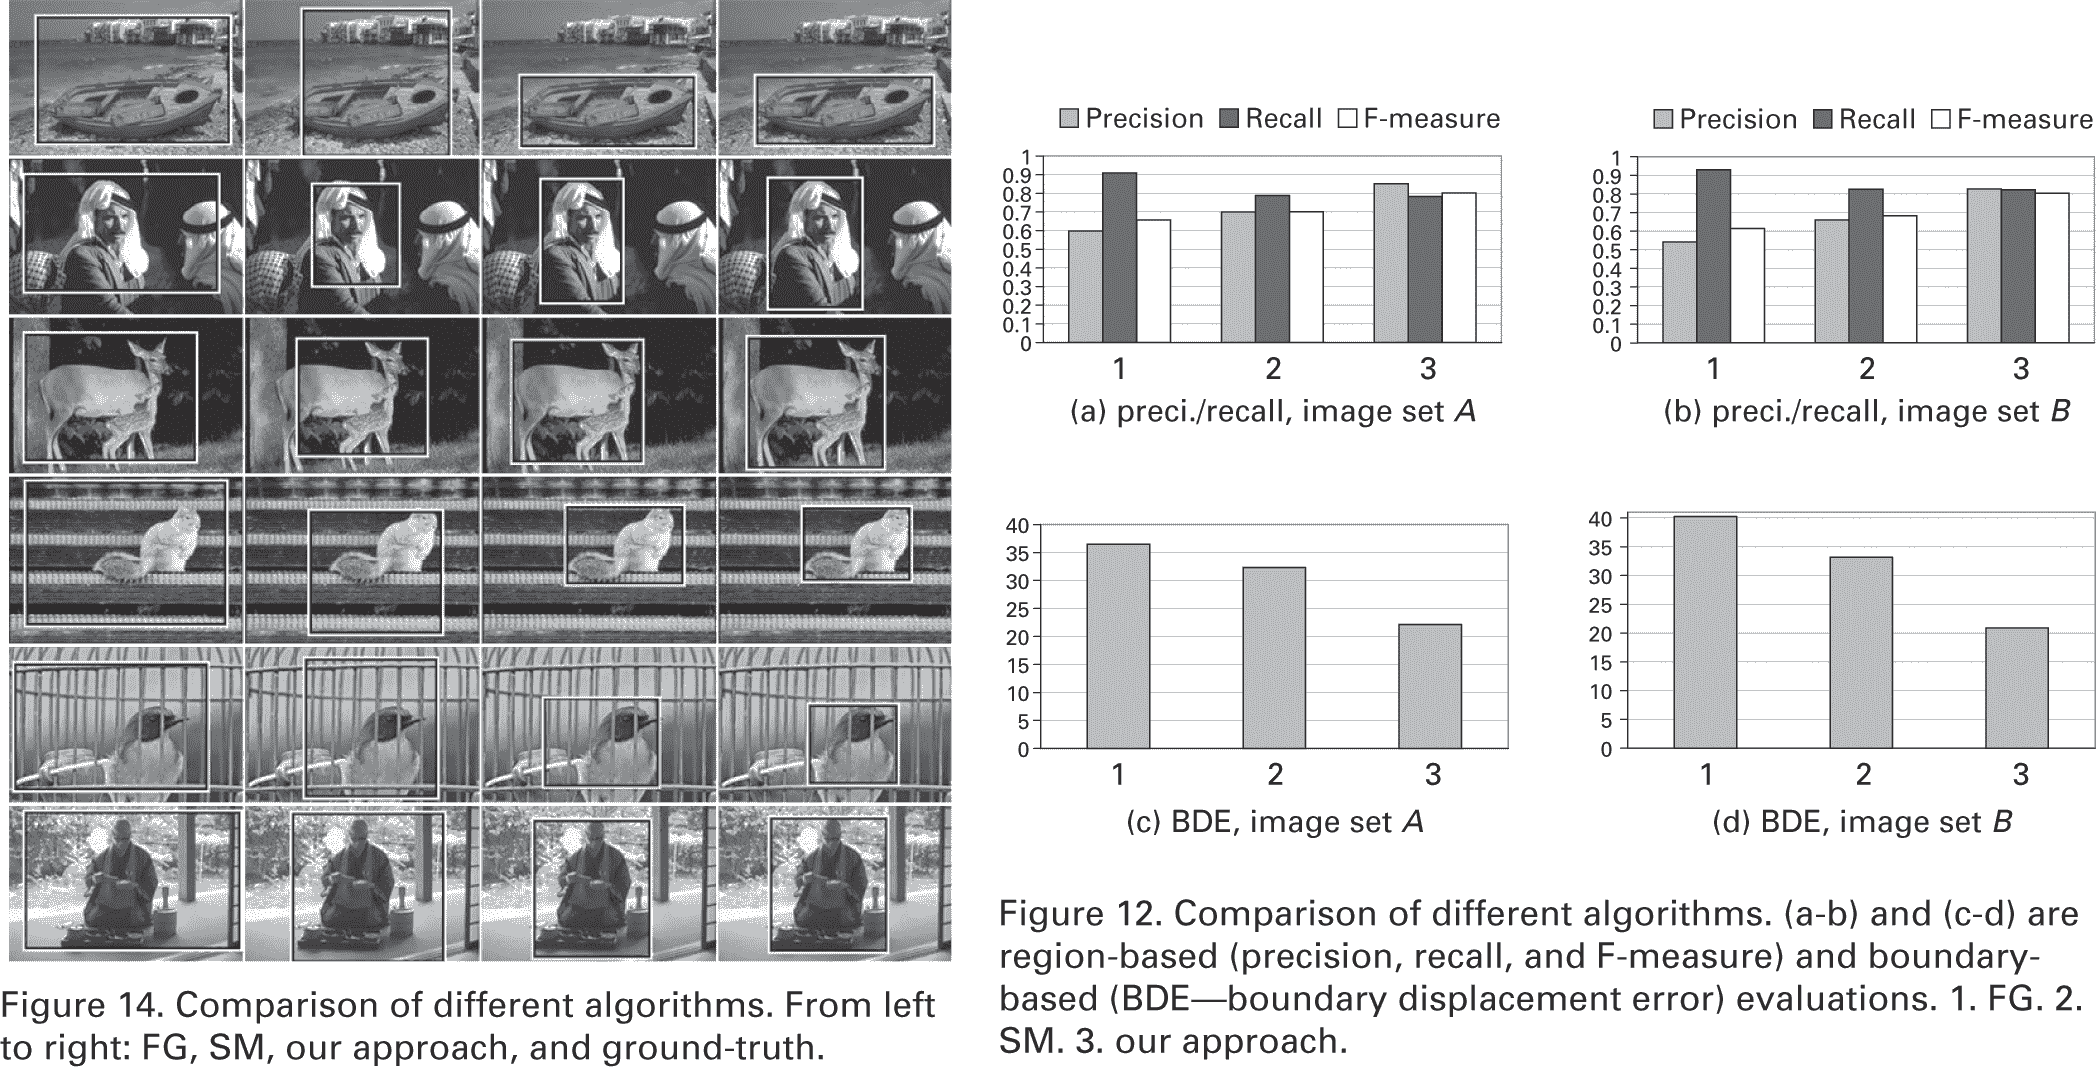 Figure 14. Comparison of different algorithms. From left
to right: FG, SM, our approach, and ground-truth.
Precision Recall F-measure
1
0.9
0.8
0.7
0.6
0.5
0.4
0.3
0.2
0.1
0
1 2 3
(a) preci./recall, image set A
Precision Recall F-measure
1
0.9
0.8
0.7
0.6
0.5
0.4
0.3
0.2
0.1
0
1 2 3
(b) preci./recall, image set B
40
35
30
25
20
15
10
5
0
1 2 3
(c) BDE, image set A
40
35
30
25
20
15
10
5
0
1 2 3
(d) BDE, image set B
Figure 12. Comparison of different algorithms. (a-b) and (c-d) are
region-based (precision, recall, and F-measure) and boundary-
based (BDE—boundary displacement error) evaluations. 1. FG. 2.
SM. 3. our approach.